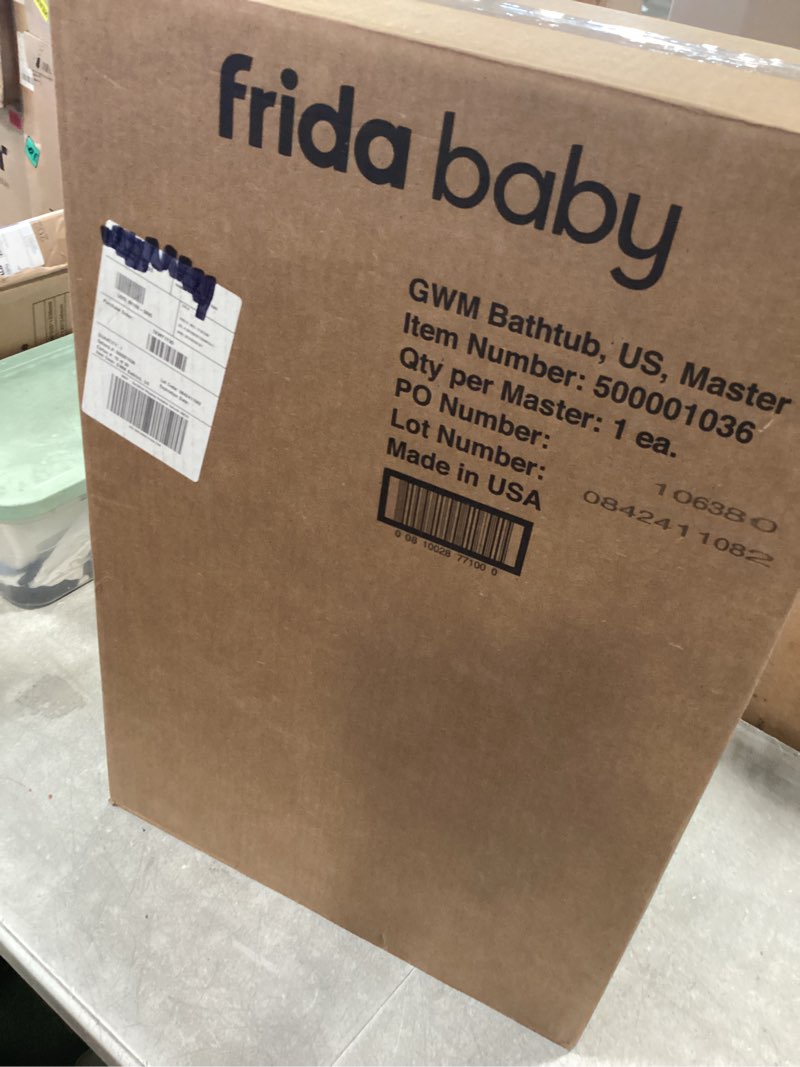 frida baby
GWM Bathtub, US, Master
Item Number: 500001036
Qty per Master: 1 ea.
PO Number: 106380
Lot Number: 0842411082
Made in USA
0 08 10028 77100 0